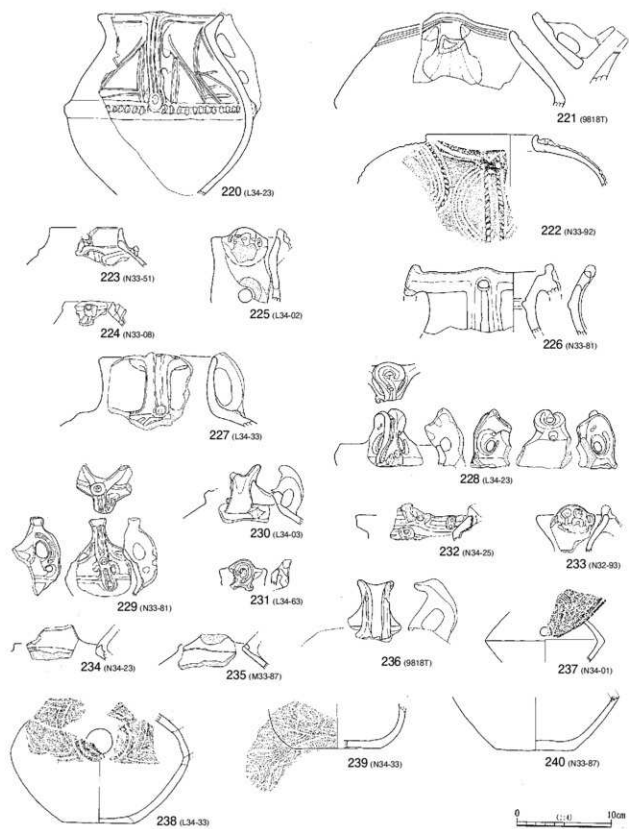 220 (L34-23)
221 (9818T)
222 (N33-92)
223 (N33-51)
224 (N33-08)
225 (L34-02)
226 (N33-81)
227 (L34-33)
228 (L34-23)
229 (N33-81)
230 (L34-03)
231 (L34-63)
232 (N34-25)
233 (N32-93)
234 (N34-23)
235 (M33-87)
236 (9818T)
237 (N34-01)
238 (L34-33)
239 (N34-33)
240 (N33-87)
0 (1:4) 10cm